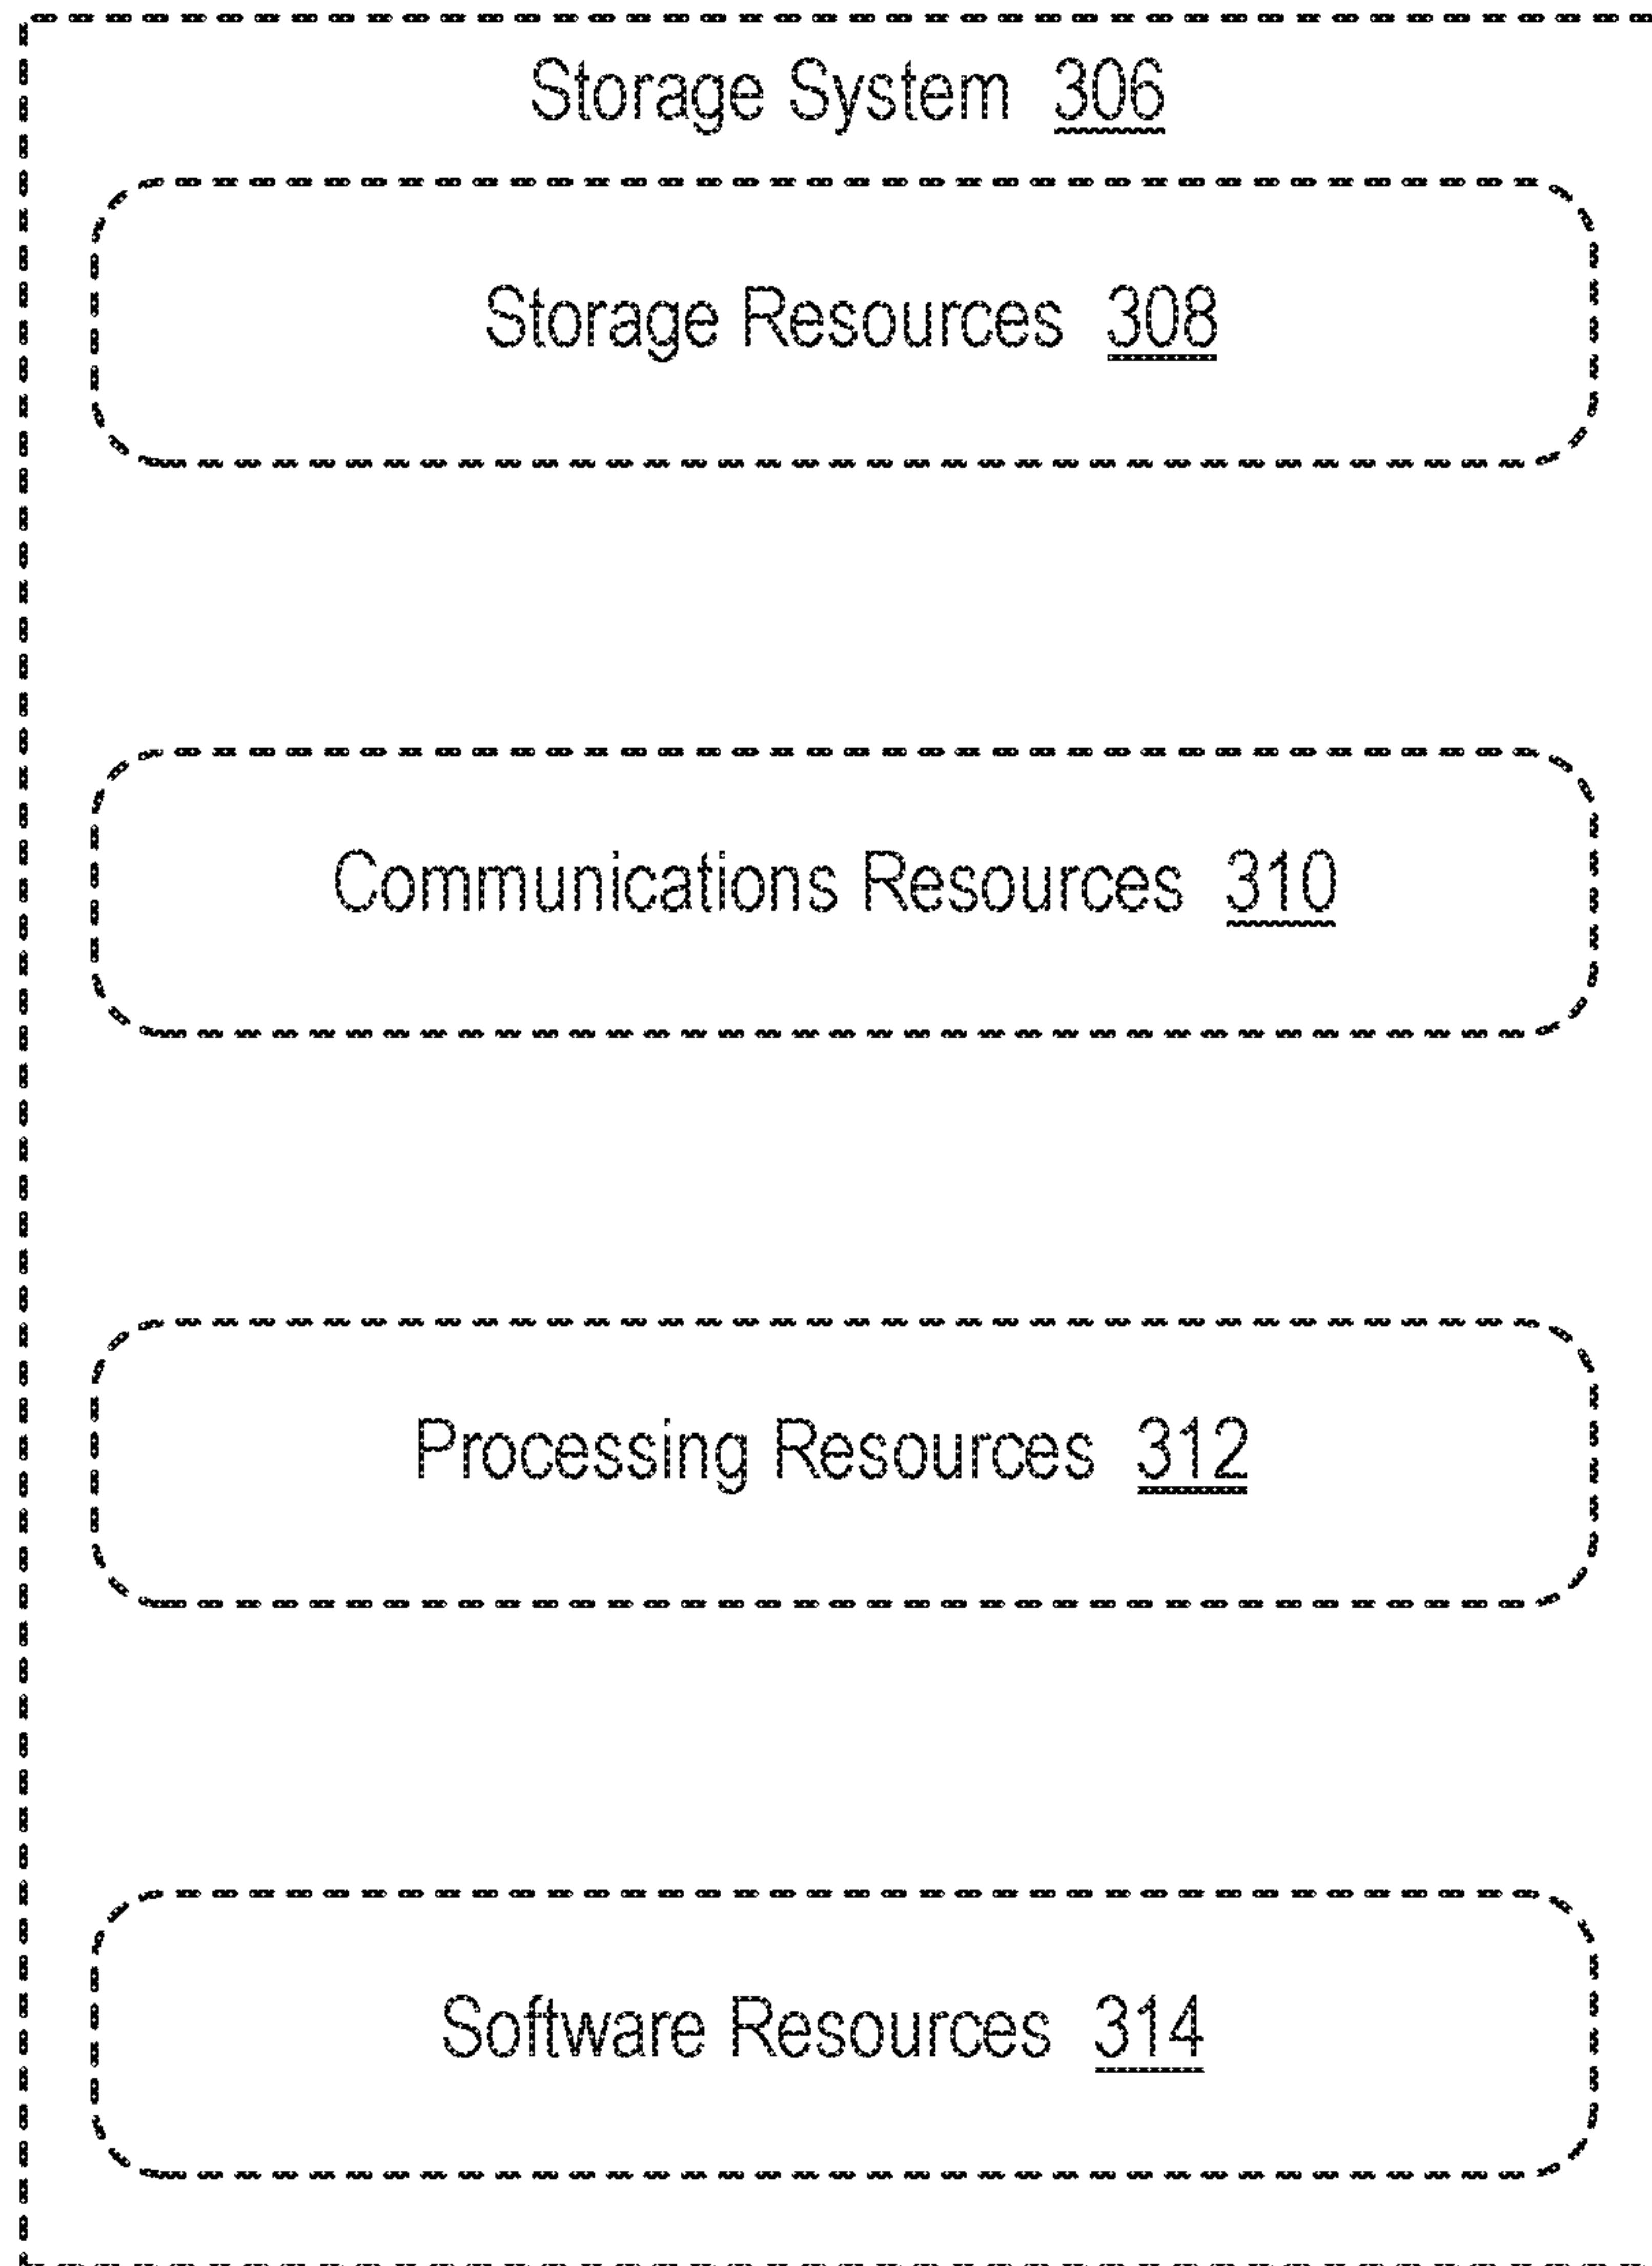 Storage System 306
Storage Resources 308
Communications Resources 310
Processing Resources 312
Software Resources 314